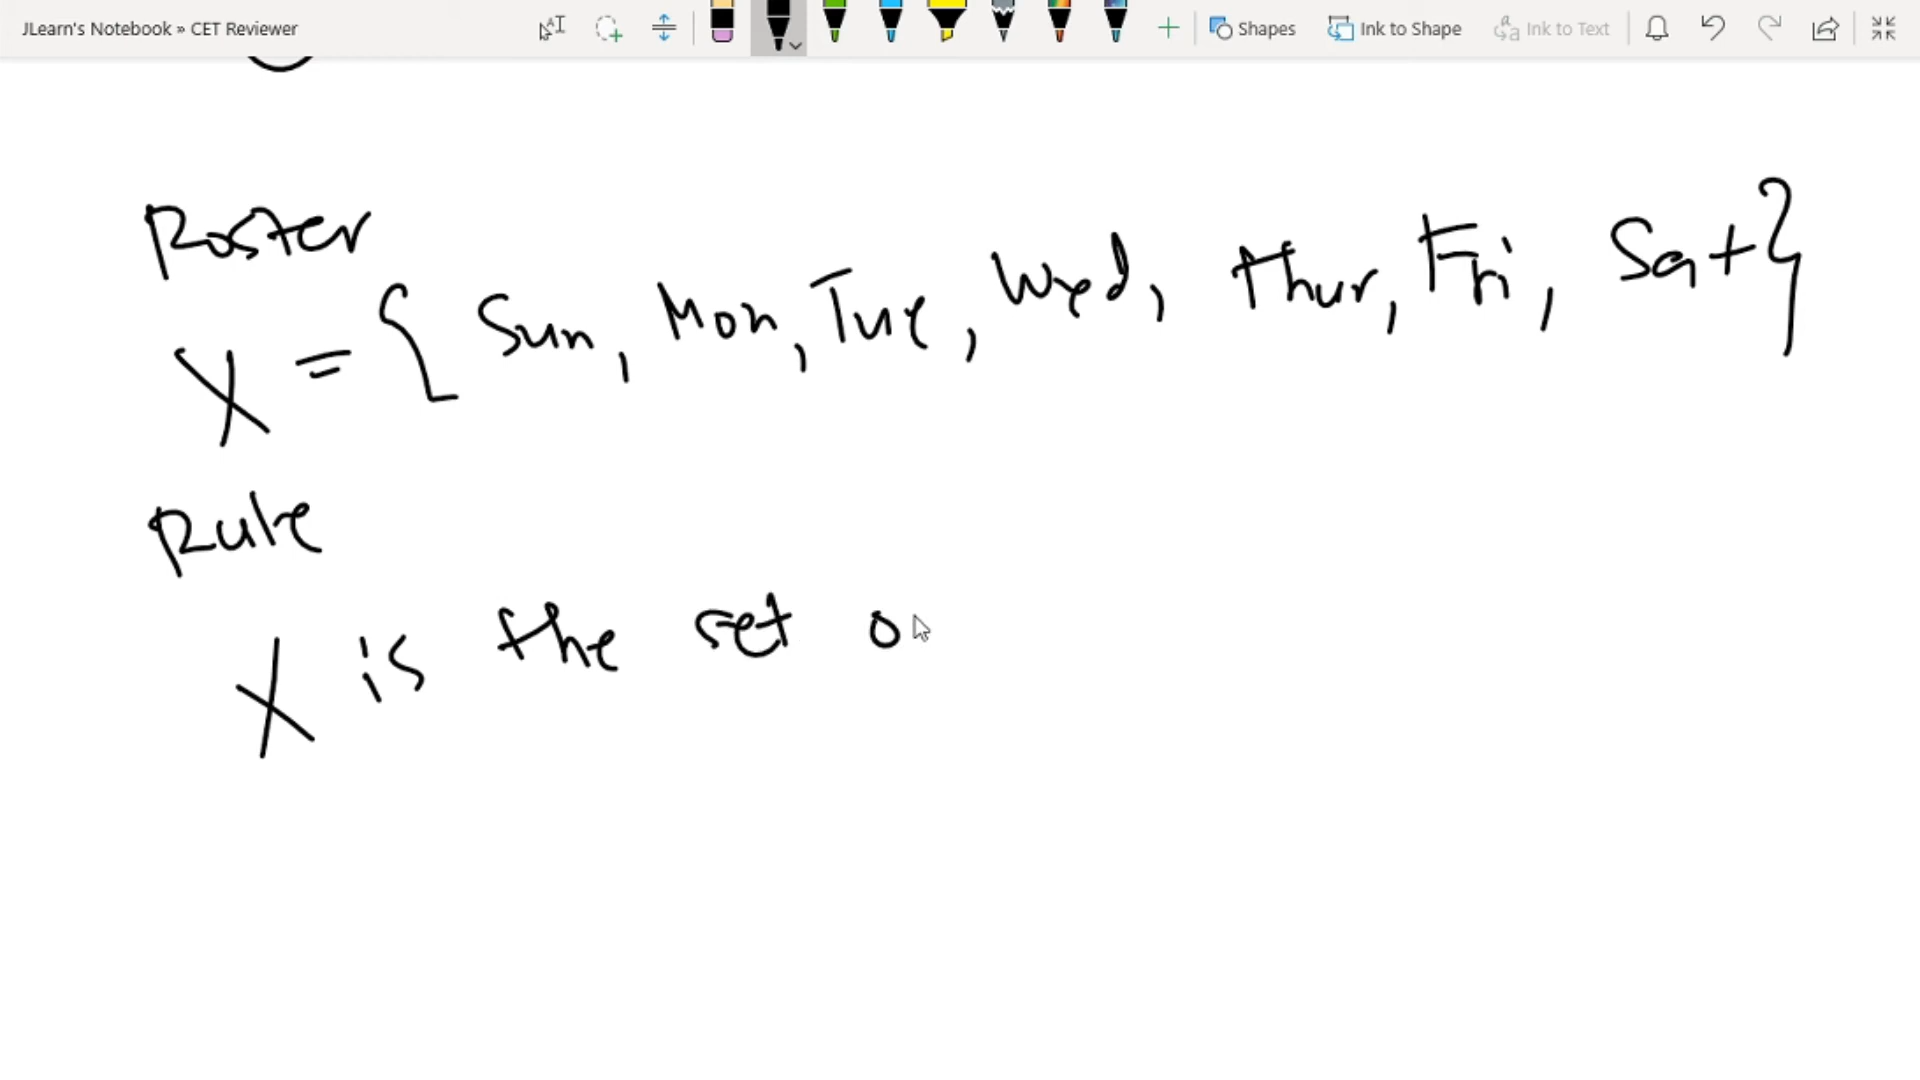 JLearn's Notebook » CET Reviewer
Shapes
Ink to Shape
Ink to Text
Roster
X = { Sun, Mon, Tue, Wed, Thur, Fri, Sat }
Rule
X is the set o